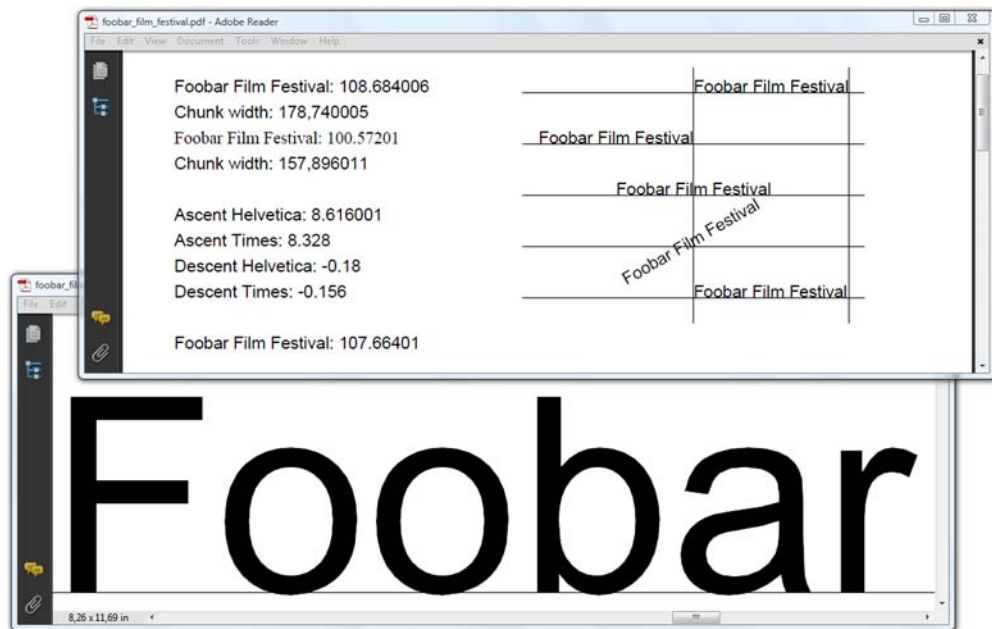 foobar_film_festival.pdf - Adobe Reader
File Edit View Document Tools Window Help
Foobar Film Festival: 108.684006
Chunk width: 178,740005
Foobar Film Festival: 100.57201
Chunk width: 157,896011
Ascent Helvetica: 8.616001
Ascent Times: 8.328
Descent Helvetica: -0.18
Descent Times: -0.156
Foobar Film Festival: 107.66401
Foobar Film Festival
Foobar Film Festival
Foobar Film Festival
Foobar Film Festival
Foobar Film Festival
foobar_fil
File Edit
Foobar
8,26 x 11,69 in